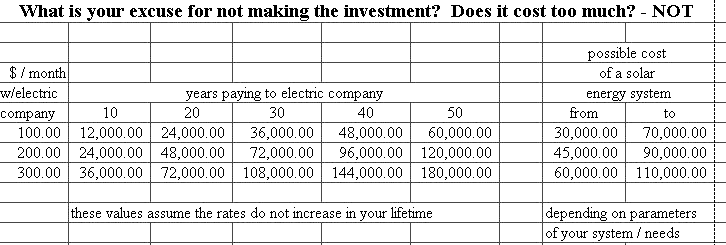 What is your excuse for not making the investment? Does it cost too much? - NOT
possible cost
$ / month of a solar
w/electric years paying to electric company energy system
company 10 20 30 40 50 from to
100.00 12,000.00 24,000.00 36,000.00 48,000.00 60,000.00 30,000.00 70,000.00
200.00 24,000.00 48,000.00 72,000.00 96,000.00 120,000.00 45,000.00 90,000.00
300.00 36,000.00 72,000.00 108,000.00 144,000.00 180,000.00 60,000.00 110,000.00
these values assume the rates do not increase in your lifetime depending on parameters
of your system / needs